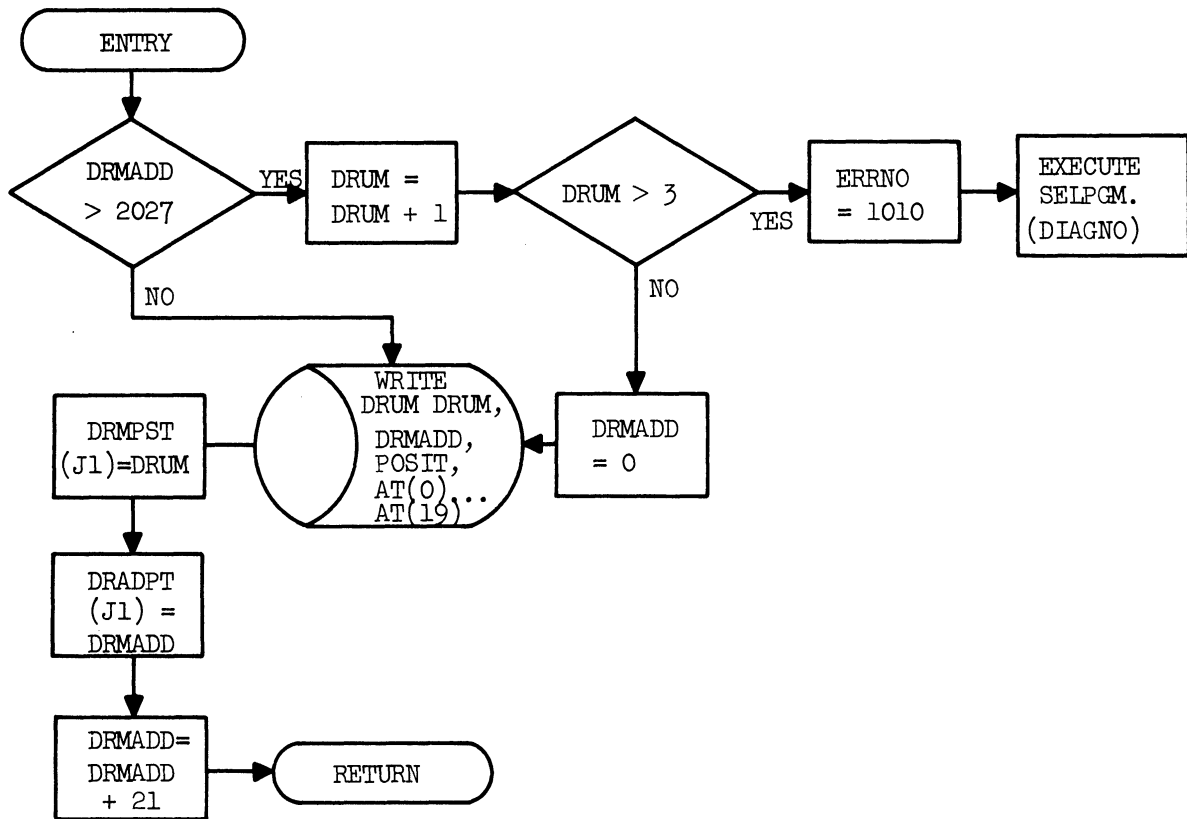 ENTRY
DRMADD
> 2027
YES
DRUM =
DRUM + 1
DRUM > 3
YES
ERRNO
= 1010
EXECUTE
SELPGM.
(DIAGNO)
NO
NO
WRITE
DRUM DRUM,
DRMADD,
POSIT,
AT(0)...
AT(19)
DRMADD
= 0
DRMPST
(J1)=DRUM
DRADPT
(J1) =
DRMADD
DRMADD=
DRMADD
+ 21
RETURN